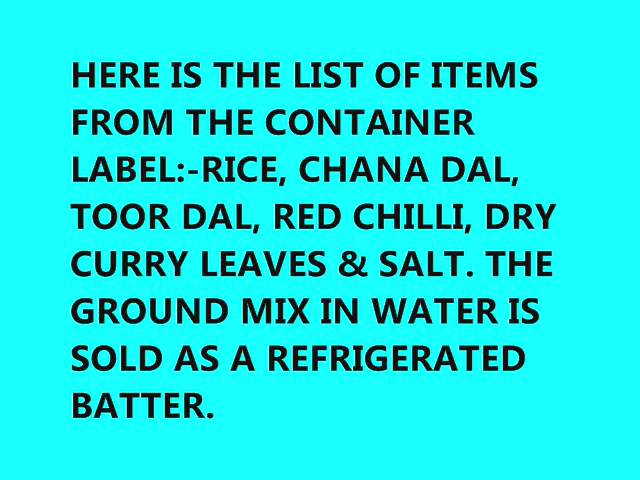 HERE IS THE LIST OF ITEMS
FROM THE CONTAINER
LABEL:-RICE, CHANA DAL,
TOOR DAL, RED CHILLI, DRY
CURRY LEAVES & SALT. THE
GROUND MIX IN WATER IS
SOLD AS A REFRIGERATED
BATTER.